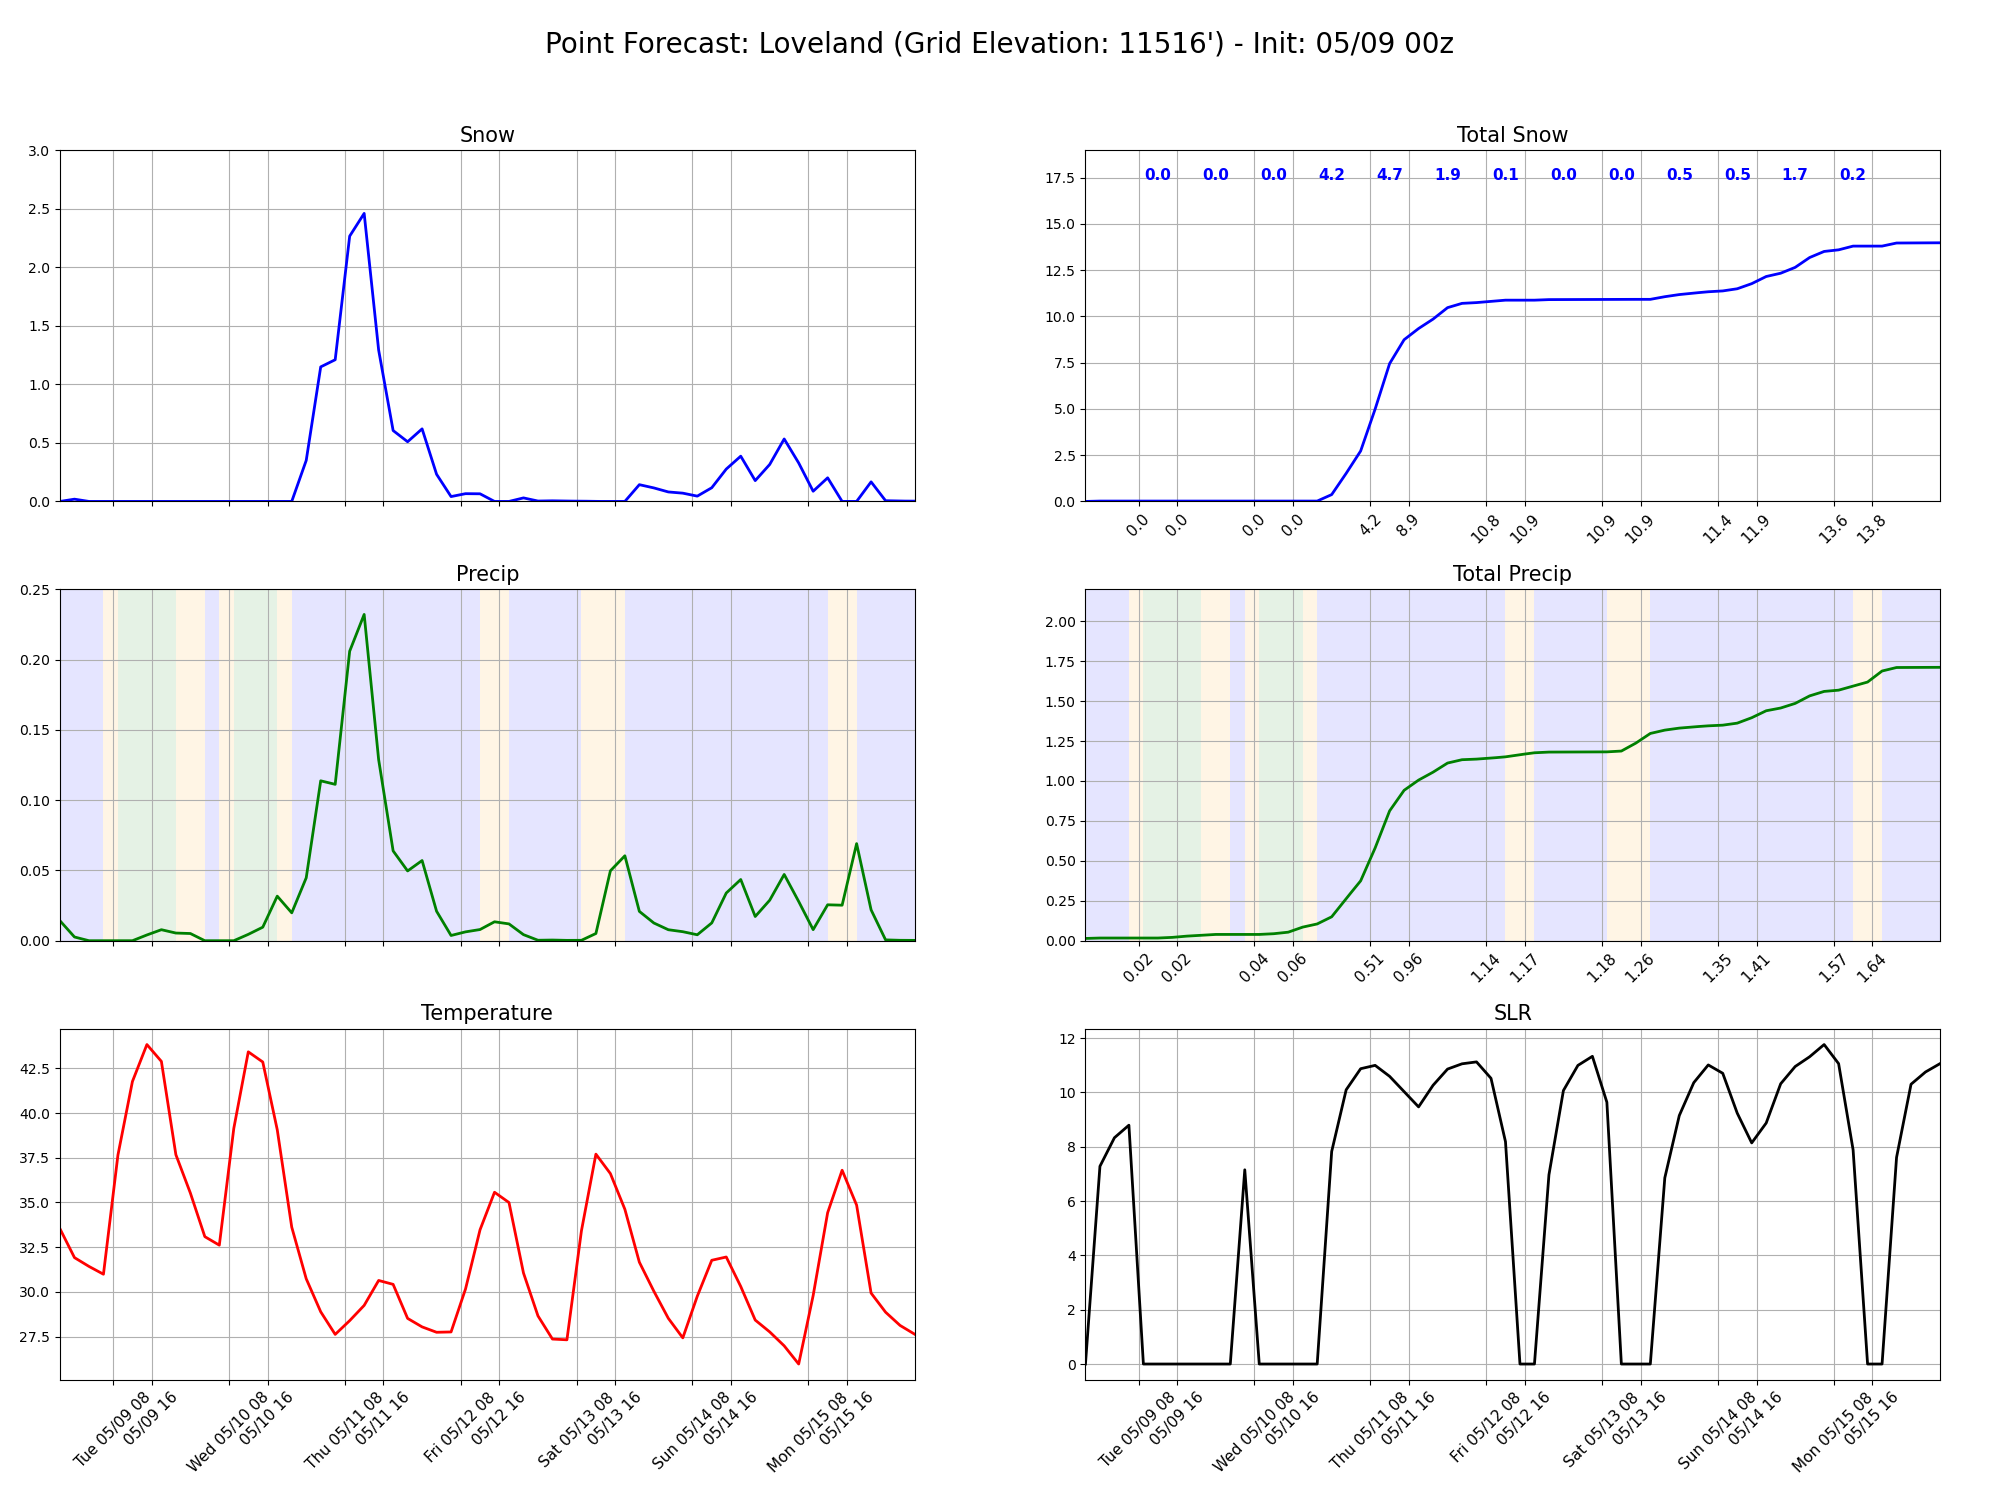 Point Forecast: Loveland (Grid Elevation: 11516') - Init: 05/09 00z
Snow
3.0
2.5
2.0
1.5
1.0
0.5
0.0
Total Snow
0.0 0.0 0.0 4.2 4.7 1.9 0.1 0.0 0.0 0.5 0.5 1.7 0.2
17.5
15.0
12.5
10.0
7.5
5.0
2.5
0.0
0.0 0.0 0.0 0.0 4.2 8.9 10.8 10.9 10.9 10.9 11.4 11.9 13.6 13.8
Precip
0.25
0.20
0.15
0.10
0.05
0.00
Total Precip
2.00
1.75
1.50
1.25
1.00
0.75
0.50
0.25
0.00
0.02 0.02 0.04 0.06 0.51 0.96 1.14 1.17 1.18 1.26 1.35 1.41 1.57 1.64
Temperature
42.5
40.0
37.5
35.0
32.5
30.0
27.5
Tue 05/09 08
05/09 16
Wed 05/10 08
05/10 16
Thu 05/11 08
05/11 16
Fri 05/12 08
05/12 16
Sat 05/13 08
05/13 16
Sun 05/14 08
05/14 16
Mon 05/15 08
05/15 16
SLR
12
10
8
6
4
2
0
Tue 05/09 08
05/09 16
Wed 05/10 08
05/10 16
Thu 05/11 08
05/11 16
Fri 05/12 08
05/12 16
Sat 05/13 08
05/13 16
Sun 05/14 08
05/14 16
Mon 05/15 08
05/15 16